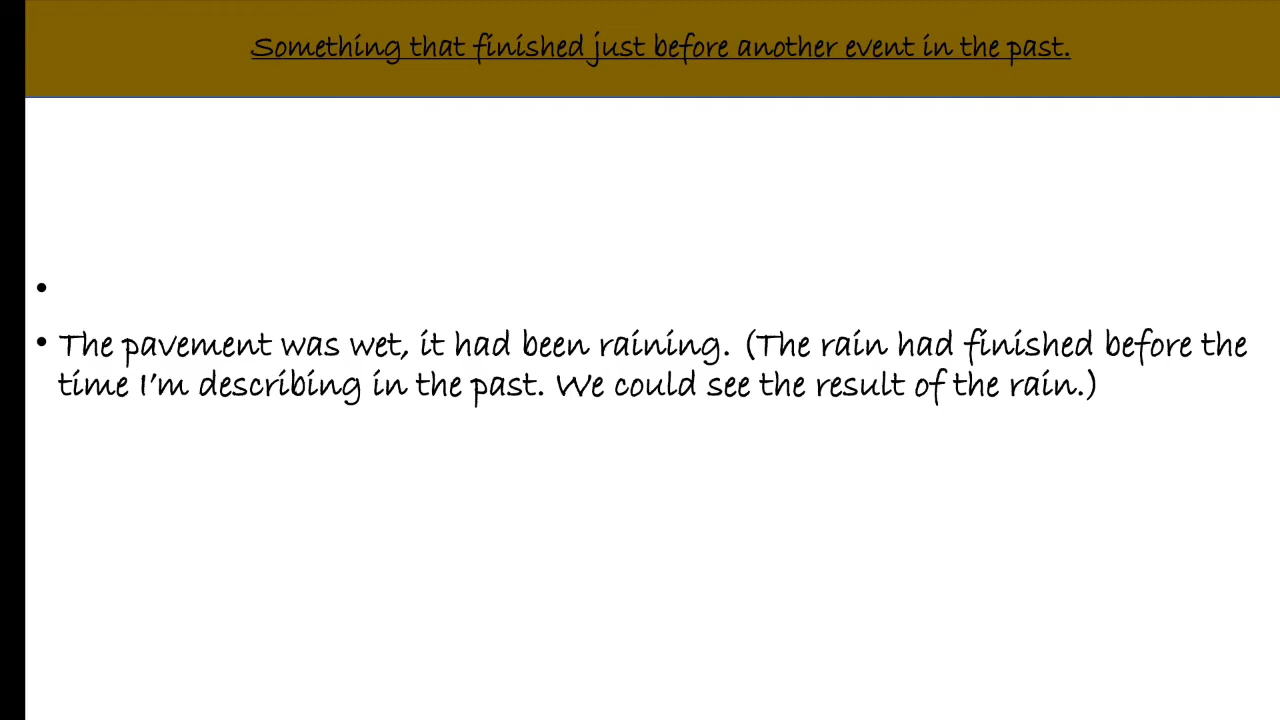 Something that finished just before another event in the past.
•
• The pavement was wet, it had been raining. (The rain had finished before the
time I'm describing in the past. We could see the result of the rain.)